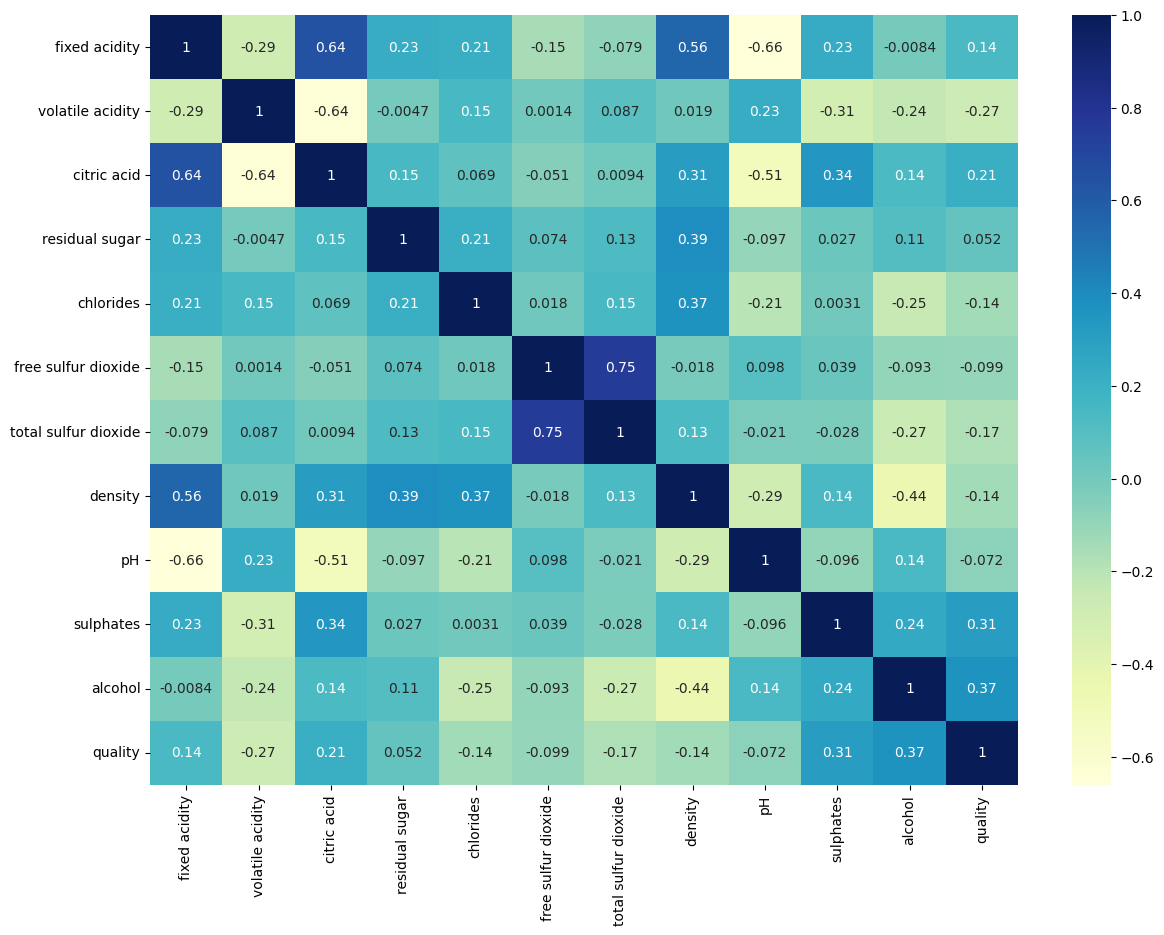 fixed acidity 1 -0.29 0.64 0.23 0.21 -0.15 -0.079 0.56 -0.66 0.23 -0.0084 0.14
volatile acidity -0.29 1 -0.64 -0.0047 0.15 0.0014 0.087 0.019 0.23 -0.31 -0.24 -0.27
citric acid 0.64 -0.64 1 0.15 0.069 -0.051 0.0094 0.31 -0.51 0.34 0.14 0.21
residual sugar 0.23 -0.0047 0.15 1 0.21 0.074 0.13 0.39 -0.097 0.027 0.11 0.052
chlorides 0.21 0.15 0.069 0.21 1 0.018 0.15 0.37 -0.21 0.0031 -0.25 -0.14
free sulfur dioxide -0.15 0.0014 -0.051 0.074 0.018 1 0.75 -0.018 0.098 0.039 -0.093 -0.099
total sulfur dioxide -0.079 0.087 0.0094 0.13 0.15 0.75 1 0.13 -0.021 -0.028 -0.27 -0.17
density 0.56 0.019 0.31 0.39 0.37 -0.018 0.13 1 -0.29 0.14 -0.44 -0.14
pH -0.66 0.23 -0.51 -0.097 -0.21 0.098 -0.021 -0.29 1 -0.096 0.14 -0.072
sulphates 0.23 -0.31 0.34 0.027 0.0031 0.039 -0.028 0.14 -0.096 1 0.24 0.31
alcohol -0.0084 -0.24 0.14 0.11 -0.25 -0.093 -0.27 -0.44 0.14 0.24 1 0.37
quality 0.14 -0.27 0.21 0.052 -0.14 -0.099 -0.17 -0.14 -0.072 0.31 0.37 1
fixed acidity
volatile acidity
citric acid
residual sugar
chlorides
free sulfur dioxide
total sulfur dioxide
density
pH
sulphates
alcohol
quality
1.0
0.8
0.6
0.4
0.2
0.0
−0.2
−0.4
−0.6